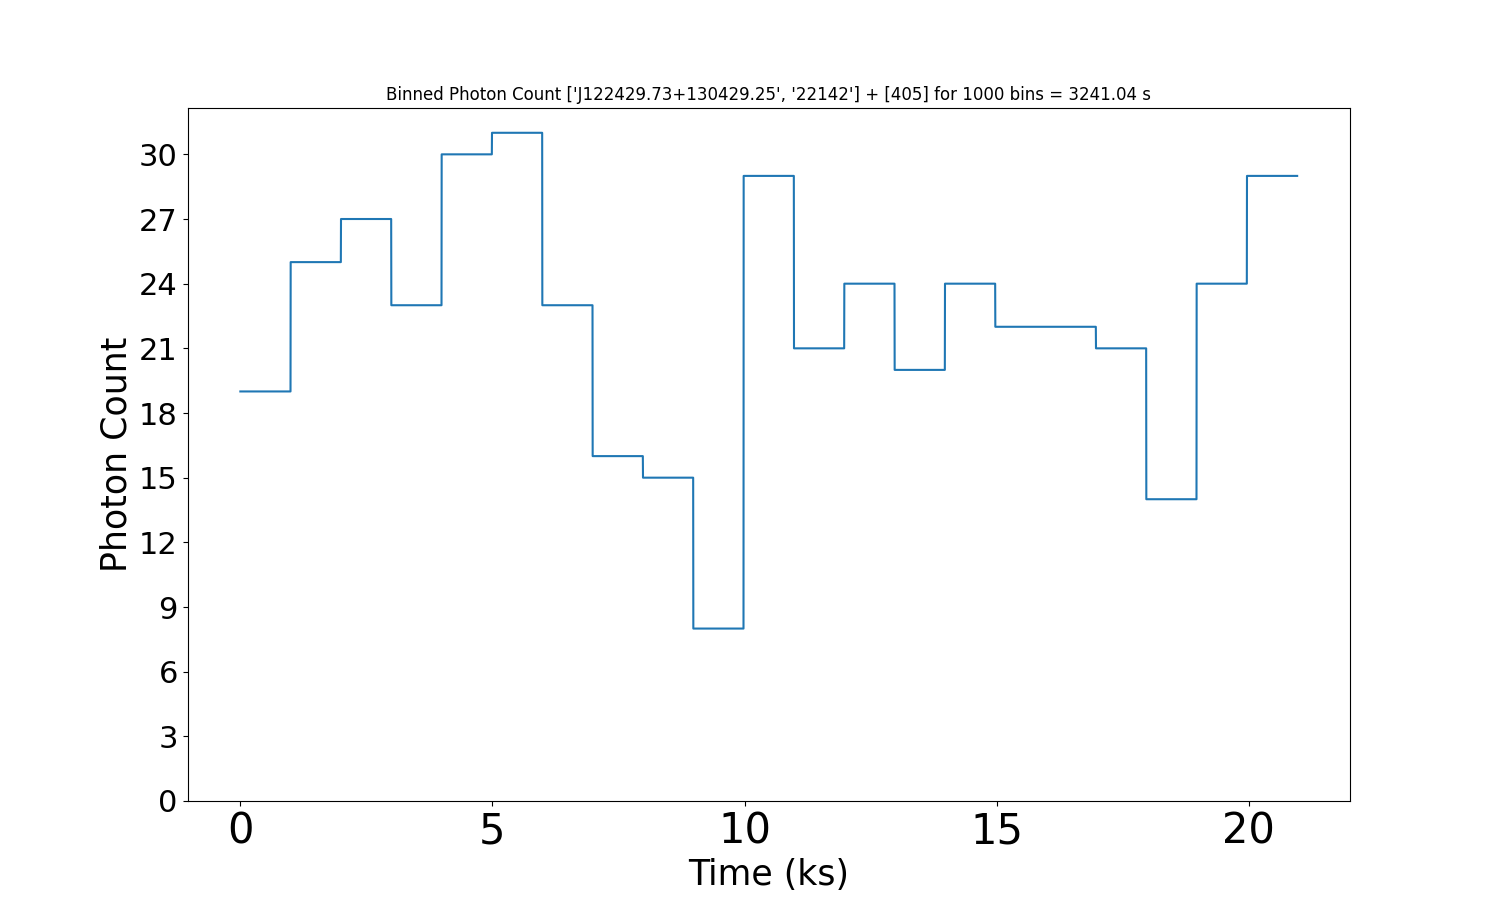 Binned Photon Count ['J122429.73+130429.25', '22142'] + [405] for 1000 bins = 3241.04 s
30
27
24
21
18
15
12
9
6
3
0
Photon Count
0 5 10 15 20
Time (ks)